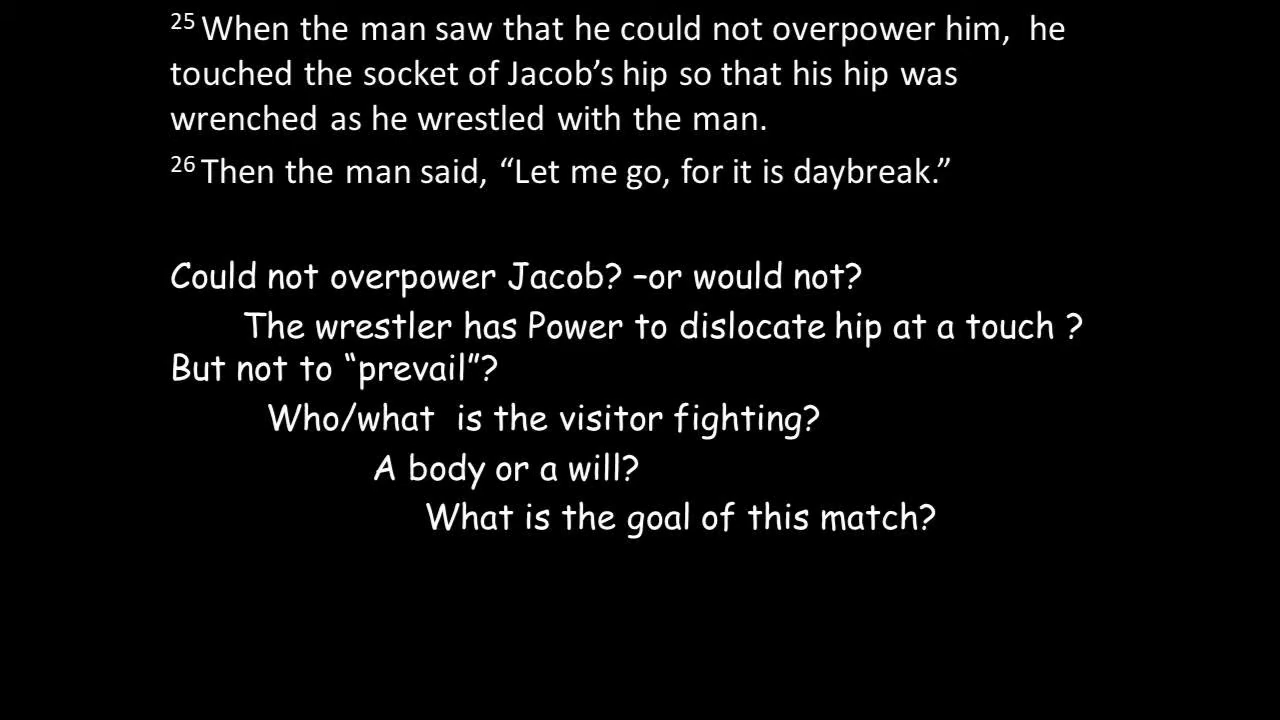 25 When the man saw that he could not overpower him,  he
touched the socket of Jacob’s hip so that his hip was
wrenched as he wrestled with the man.
26 Then the man said, “Let me go, for it is daybreak.”
Could not overpower Jacob? –or would not?
The wrestler has Power to dislocate hip at a touch ?
But not to “prevail”?
Who/what  is the visitor fighting?
A body or a will?
What is the goal of this match?